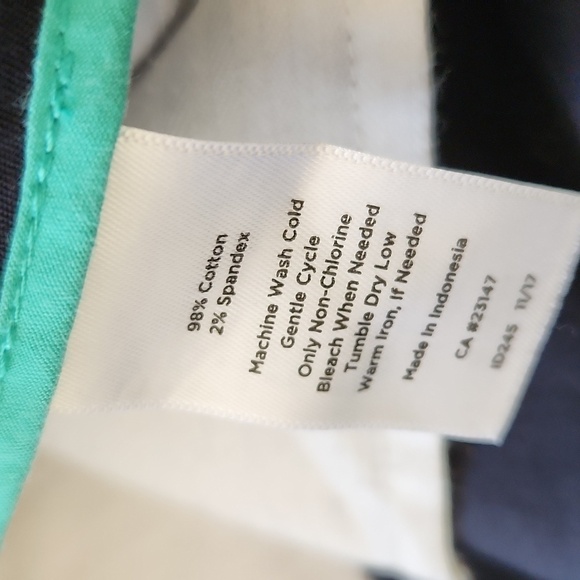 98% Cotton
2% Spandex
Machine Wash Cold
Gentle Cycle
Only Non-Chlorine
Bleach When Needed
Tumble Dry Low
Warm Iron, If Needed
Made In Indonesia
CA #23147
ID245 11/17